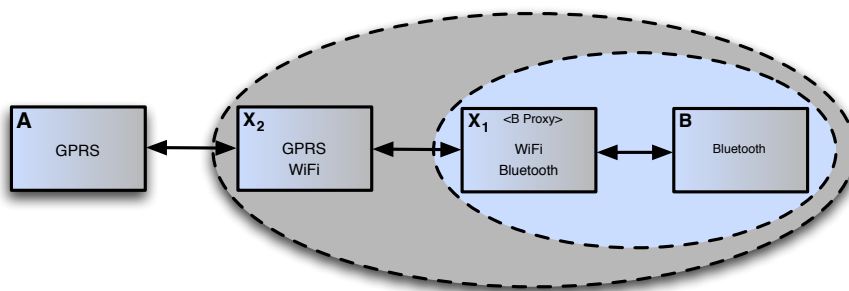 A
GPRS
X2
GPRS
WiFi
X1 <B Proxy>
WiFi
Bluetooth
B
Bluetooth